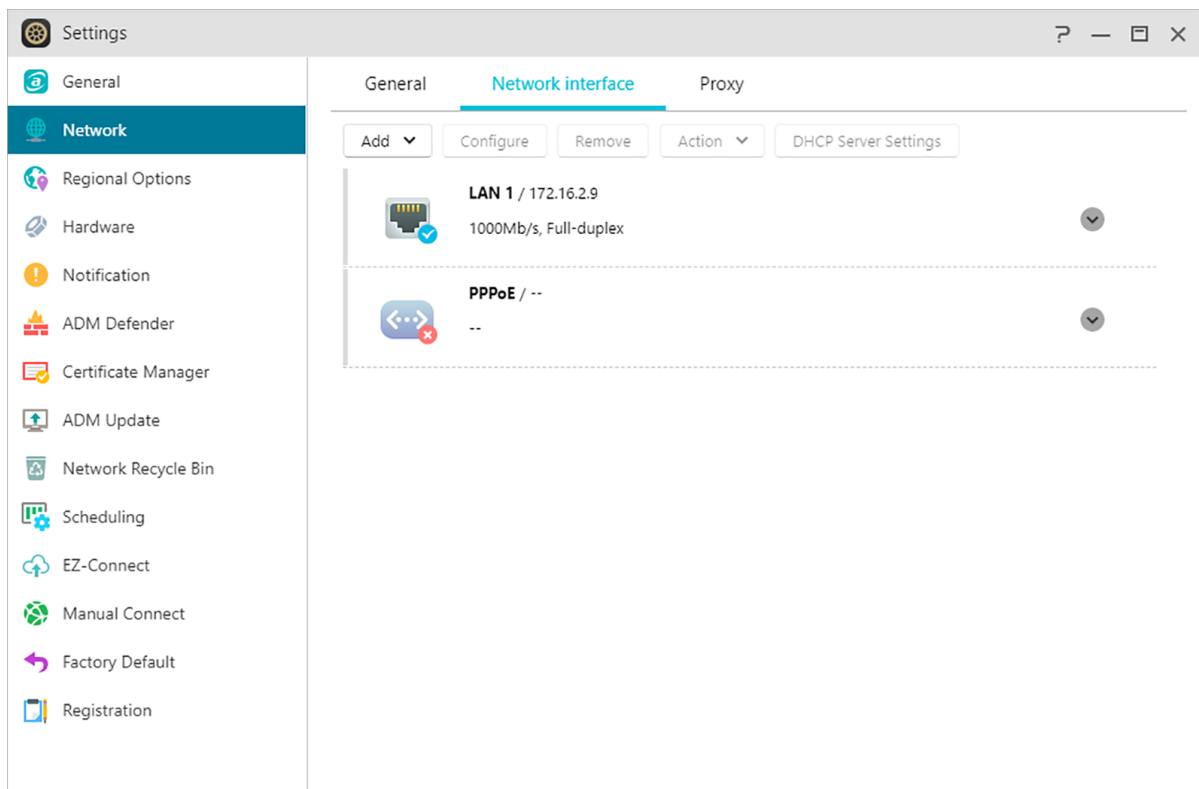 Settings
General
Network
Regional Options
Hardware
Notification
ADM Defender
Certificate Manager
ADM Update
Network Recycle Bin
Scheduling
EZ-Connect
Manual Connect
Factory Default
Registration
General Network interface Proxy
Add Configure Remove Action DHCP Server Settings
LAN 1 / 172.16.2.9
1000Mb/s, Full-duplex
PPPoE / --
--